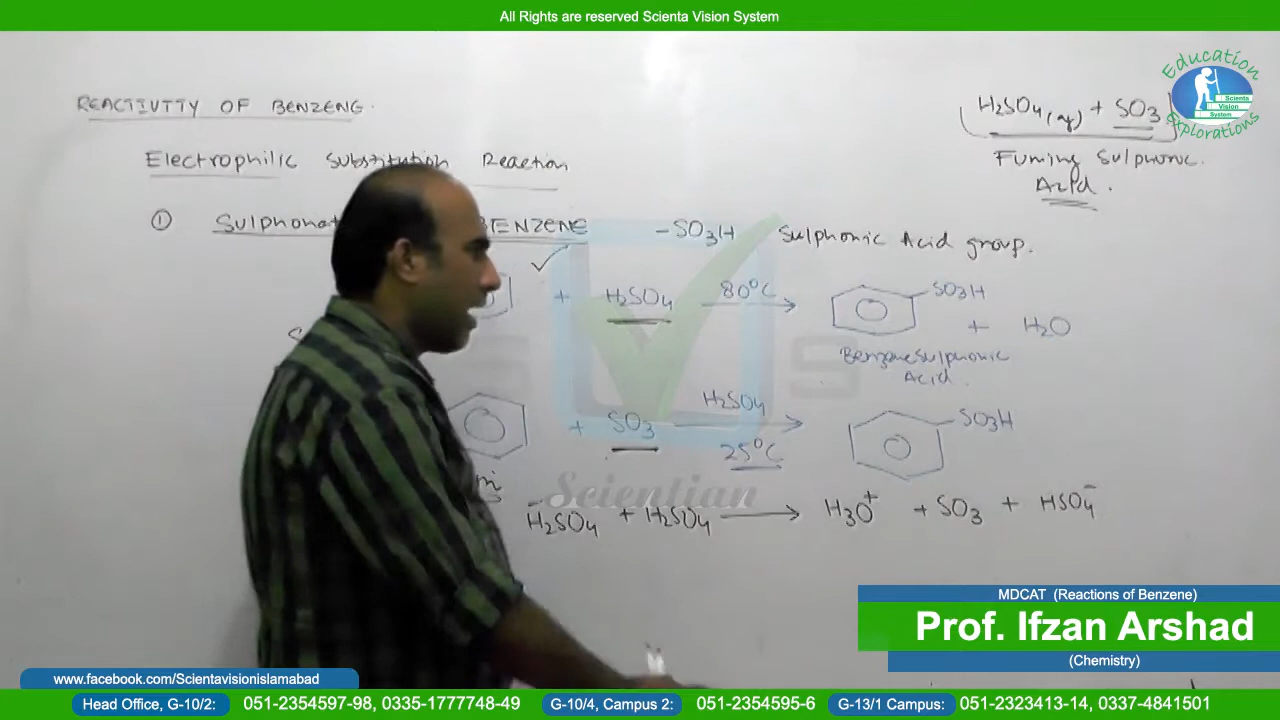 All Rights are reserved Scienta Vision System
Education
Scienta
Vision
System
Explorations
REACTIVITY OF BENZENG.
H₂SO₄(aq) + SO₃
Fuming Sulphuric
Acid.
Electrophilic Substitution Reaction
① Sulphonat BENZENE -SO₃H Sulphonic Acid group.
+ H₂SO₄ 80°C → SO₃H
+ H₂O
Benzene Sulphonic
Acid.
+ SO₃ H₂SO₄ → SO₃H
25°C
S S
Scientian
H₂SO₄ + H₂SO₄ → H₃O⁺ + SO₃ + HSO₄⁻
MDCAT (Reactions of Benzene)
Prof. Ifzan Arshad
(Chemistry)
www.facebook.com/Scientavisionislamabad
Head Office, G-10/2: 051-2354597-98, 0335-1777748-49 G-10/4, Campus 2: 051-2354595-6 G-13/1 Campus: 051-2323413-14, 0337-4841501